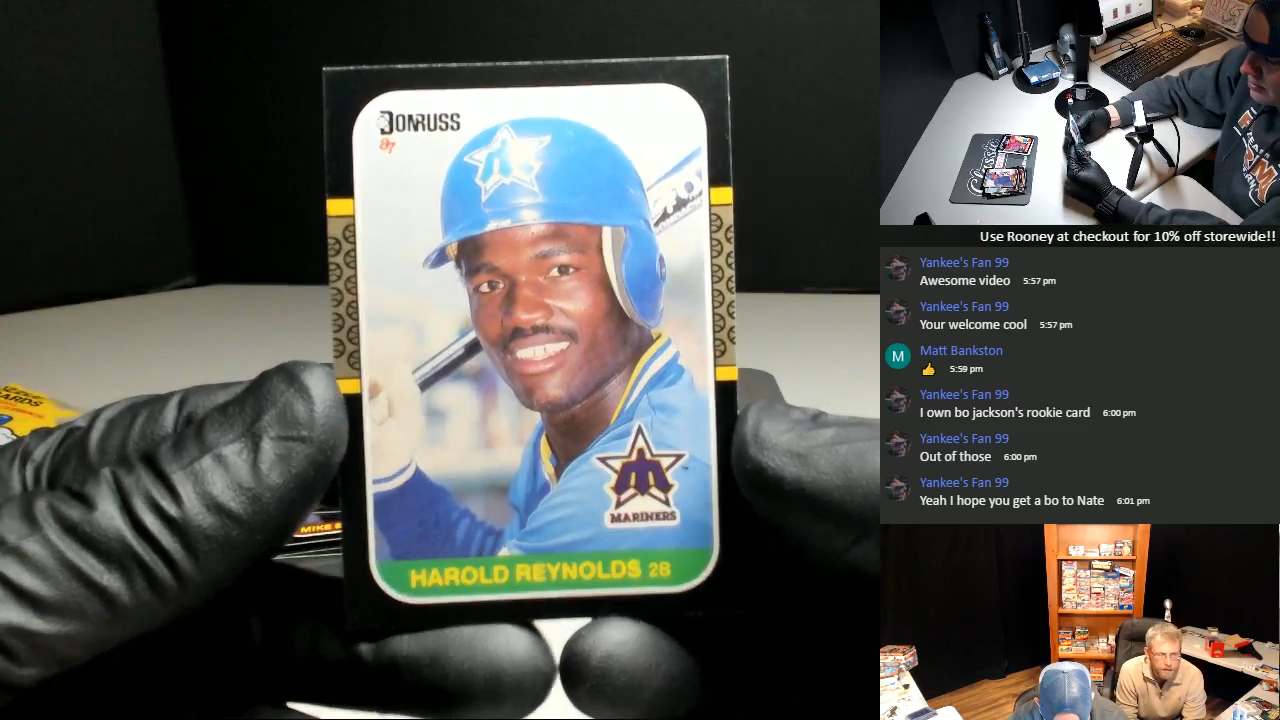 DONRUSS
87
MARINERS
HAROLD REYNOLDS 2B
MIKE
CARDS
Classic
Use Rooney at checkout for 10% off storewide!!
Yankee's Fan 99
Awesome video 5:57 pm
Yankee's Fan 99
Your welcome cool 5:57 pm
M
Matt Bankston
👍 5:59 pm
Yankee's Fan 99
I own bo jackson's rookie card 6:00 pm
Yankee's Fan 99
Out of those 6:00 pm
Yankee's Fan 99
Yeah I hope you get a bo to Nate 6:01 pm